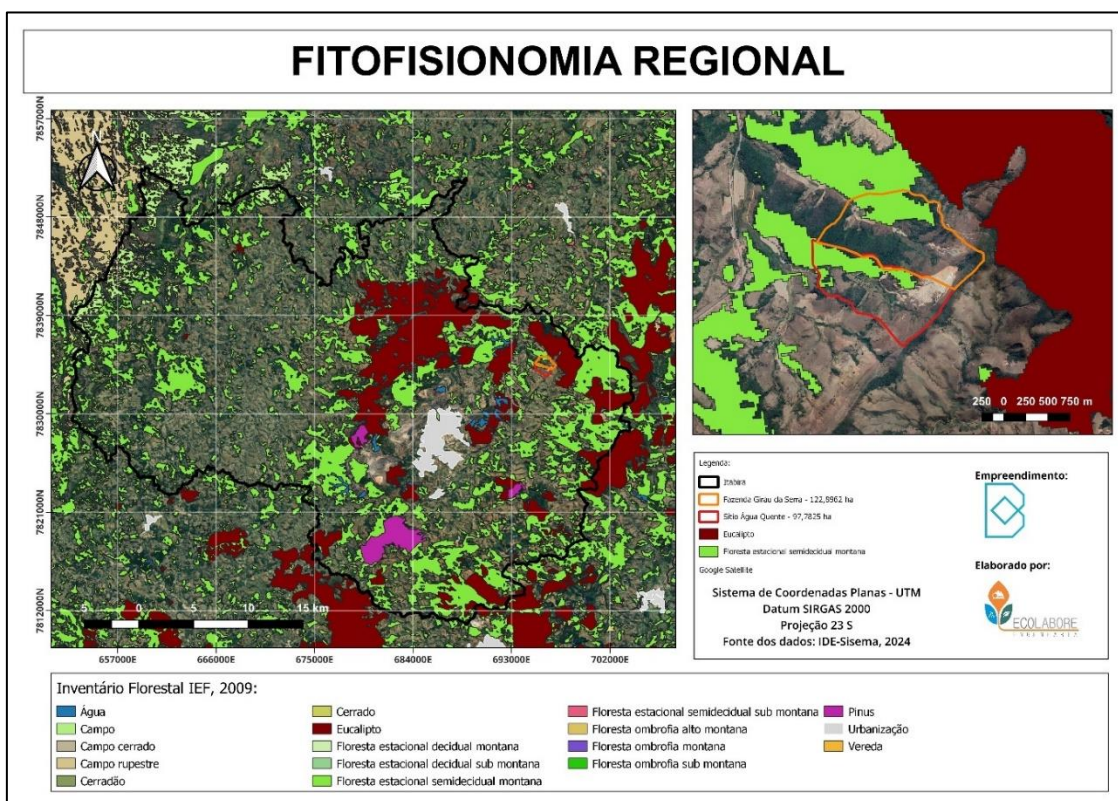 FITOFISIONOMIA REGIONAL
N
7857000N
7848000N
7839000N
7830000N
7821000N
7812000N
5 0 5 10 15 km
657000E 666000E 675000E 684000E 693000E 702000E
250 0 250 500 750 m
Legenda:
Itabira
Fazenda Girau da Serra - 122,8962 ha
Sítio Água Quente - 97,7825 ha
Eucalipto
Floresta estacional semidecidual montana
Google Satellite
Sistema de Coordenadas Planas - UTM
Datum SIRGAS 2000
Projeção 23 S
Fonte dos dados: IDE-Sisema, 2024
Empreendimento:
Elaborado por:
ECOLABORE
ENGENHARIA
Inventário Florestal IEF, 2009:
Água
Campo
Campo cerrado
Campo rupestre
Cerradão
Cerrado
Eucalipto
Floresta estacional decidual montana
Floresta estacional decidual sub montana
Floresta estacional semidecidual montana
Floresta estacional semidecidual sub montana
Floresta ombrofia alto montana
Floresta ombrofia montana
Floresta ombrofia sub montana
Pinus
Urbanização
Vereda